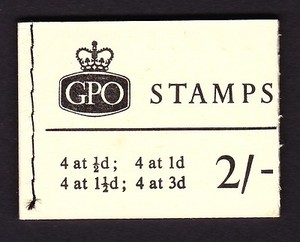 GPO STAMPS
4 at ½d; 4 at 1d
4 at 1½d; 4 at 3d 2/-